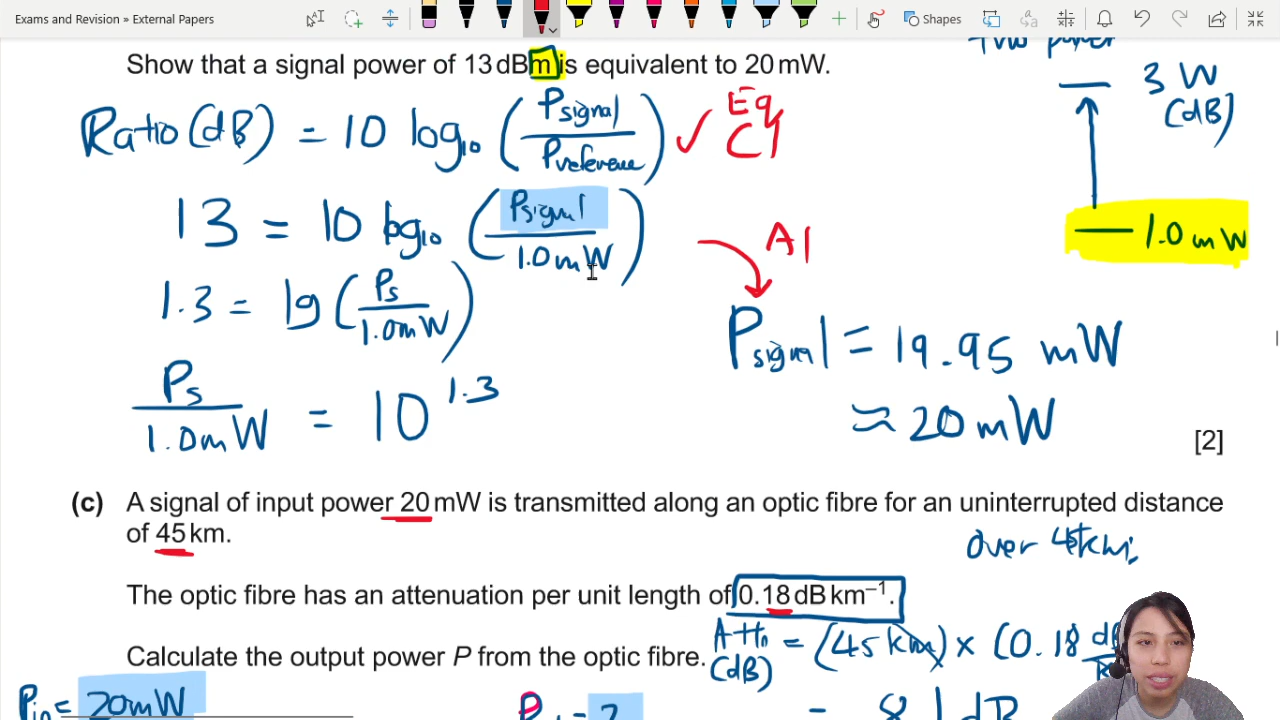 Exams and Revision » External Papers
Shapes
two power
Show that a signal power of 13 dBm is equivalent to 20 mW.
3 W
(dB)
Ratio (dB) = 10 log10 (Psignal / Preference) ✓ Eq C1
13 = 10 log10 (Psignal / 1.0 mW)
1.0 mW
A1
1.3 = lg (Ps / 1.0 mW)
Psignal = 19.95 mW
Ps / 1.0 mW = 10^1.3
≈ 20 mW
[2]
(c) A signal of input power 20 mW is transmitted along an optic fibre for an uninterrupted distance
of 45 km.
over 45 km:
The optic fibre has an attenuation per unit length of 0.18 dB km⁻¹.
Attn (dB) = (45 km) × (0.18
Calculate the output power P from the optic fibre.
Pin = 20 mW
= ?
= 8.1 dB